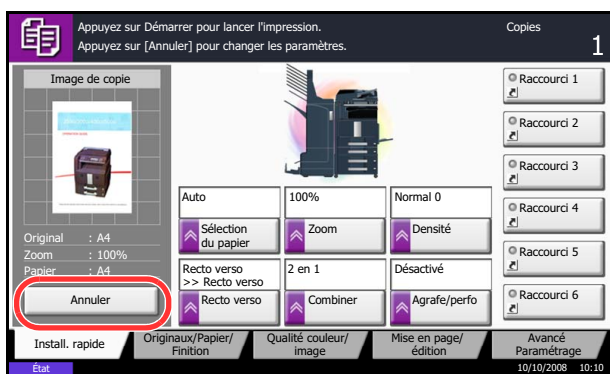 Appuyez sur Démarrer pour lancer l'impression.
Appuyez sur [Annuler] pour changer les paramètres.
Copies
1
Image de copie
Original : A4
Zoom : 100%
Papier : A4
Annuler
Auto
Sélection
du papier
100%
Zoom
Normal 0
Densité
Recto verso
>> Recto verso
Recto verso
2 en 1
Combiner
Désactivé
Agrafe/perfo
Raccourci 1
Raccourci 2
Raccourci 3
Raccourci 4
Raccourci 5
Raccourci 6
Install. rapide
Originaux/Papier/
Finition
Qualité couleur/
image
Mise en page/
édition
Avancé
Paramétrage
État
10/10/2008 10:10